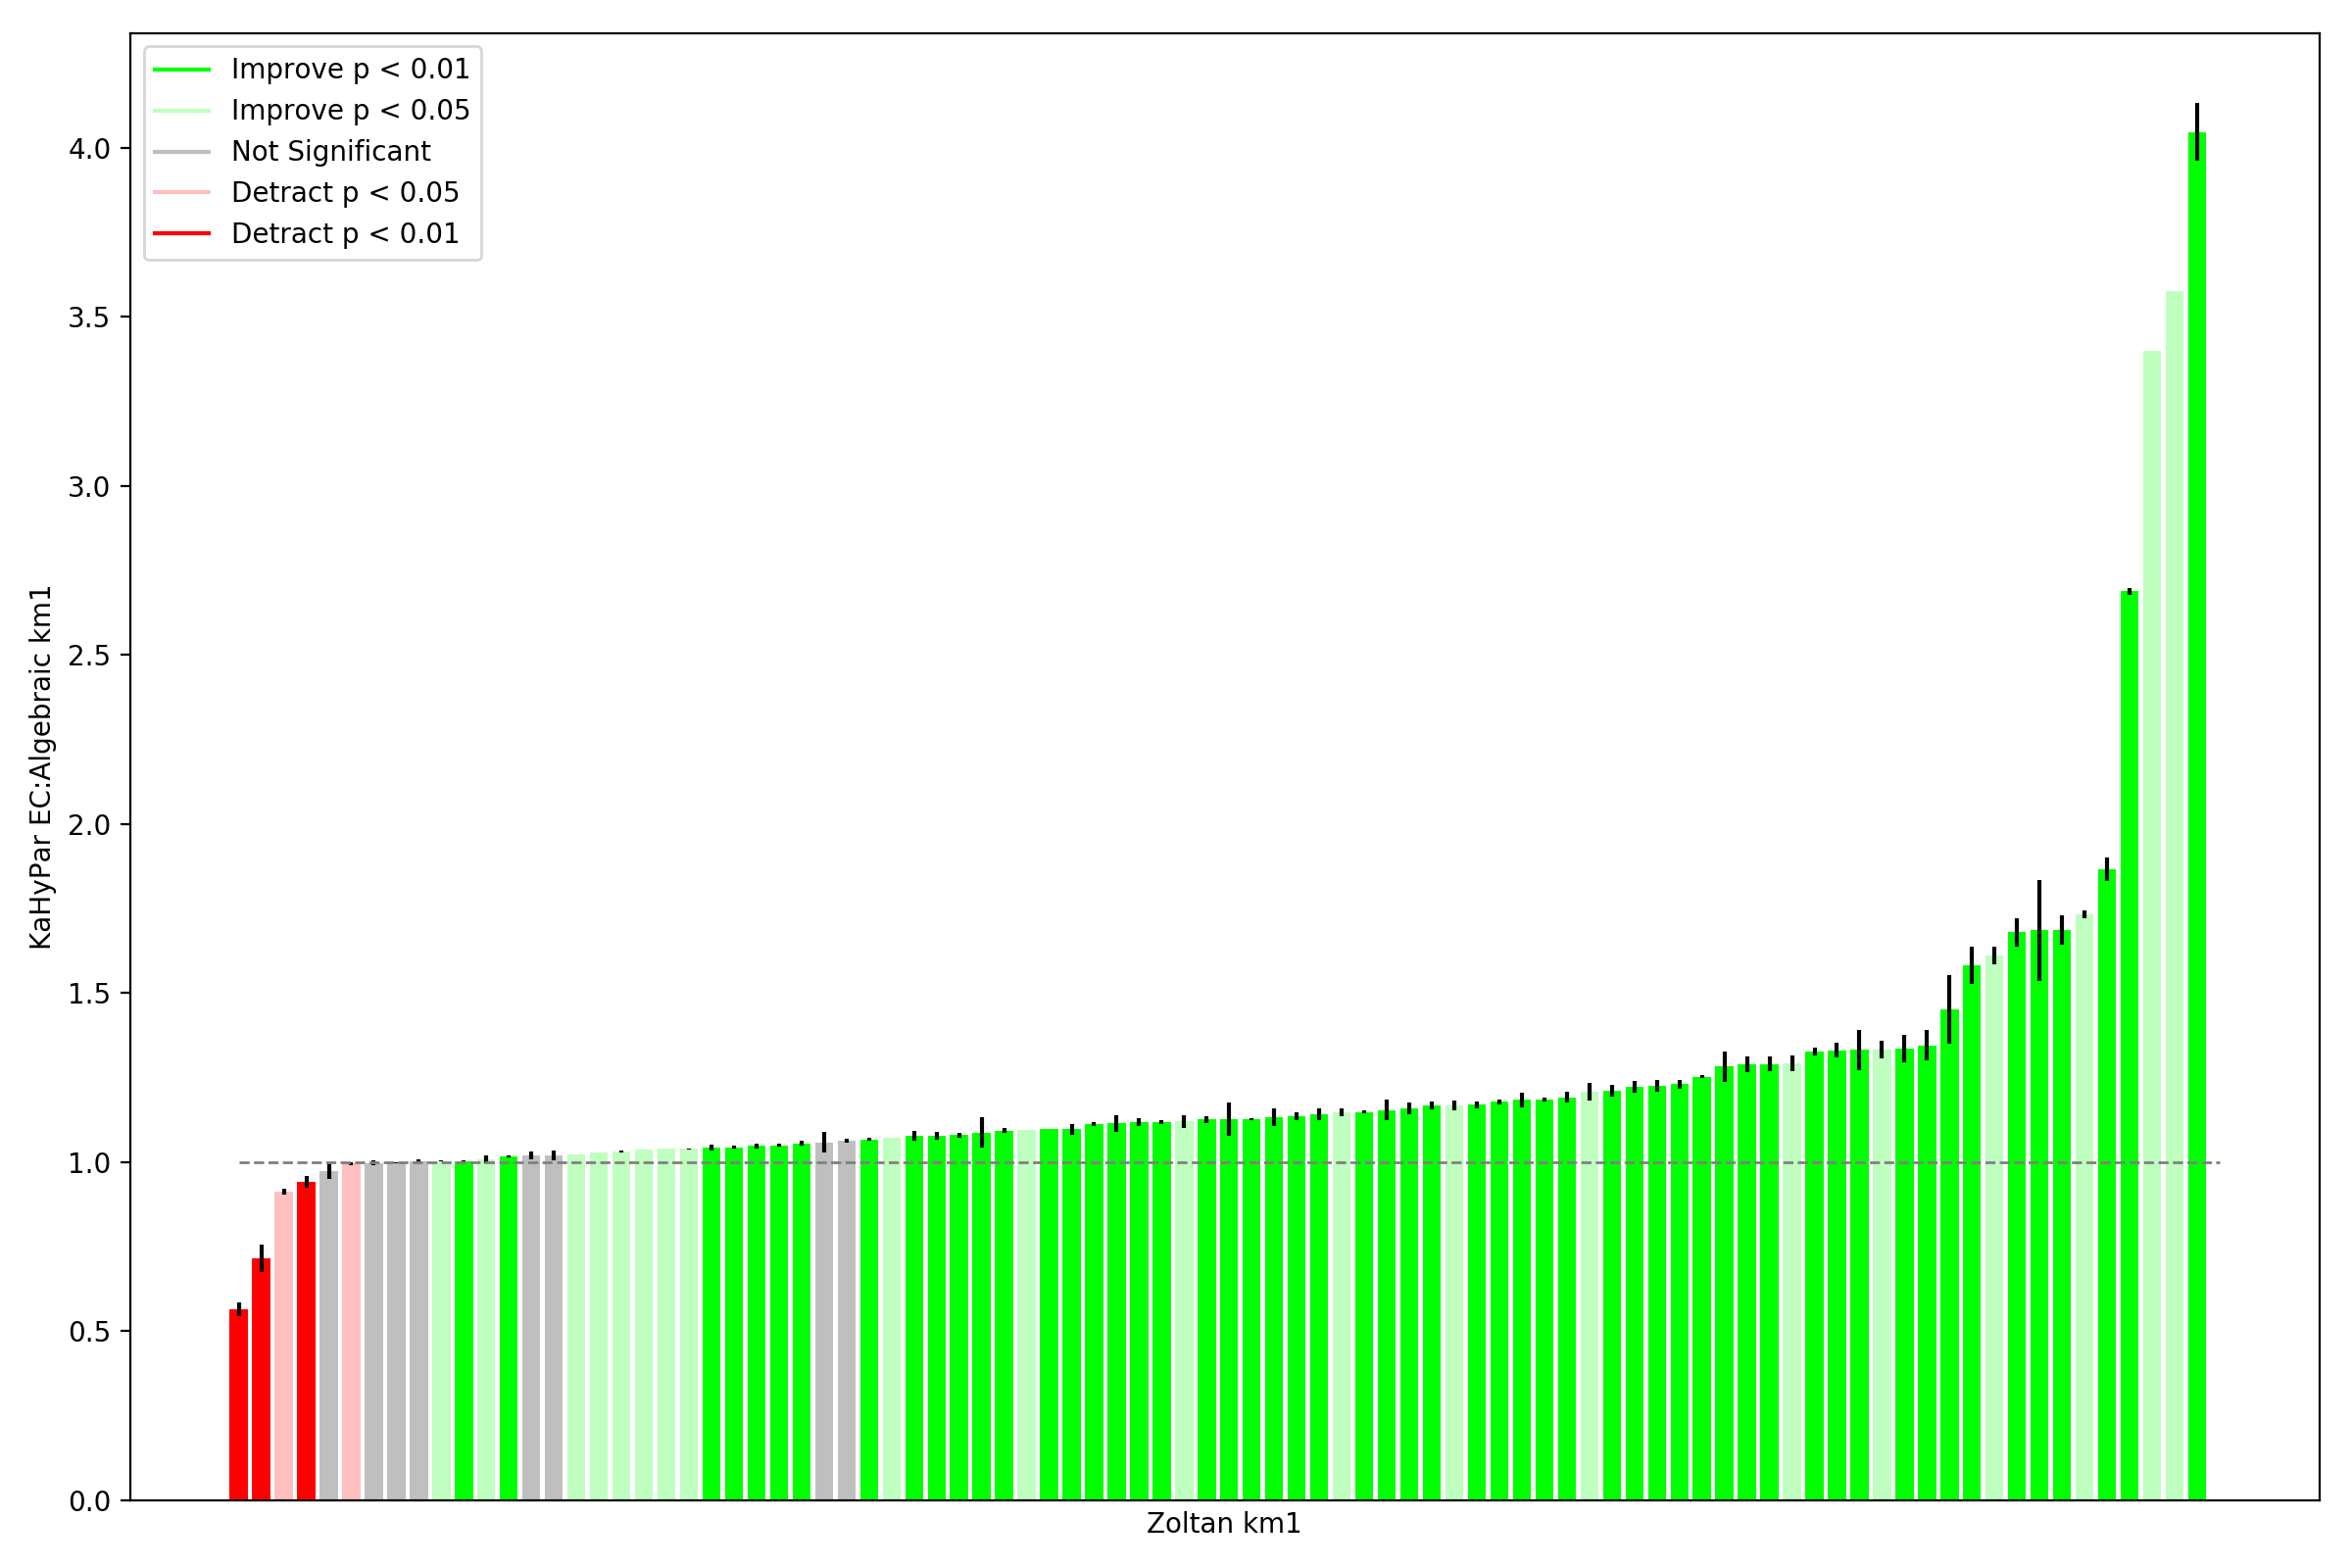 Improve p < 0.01
Improve p < 0.05
Not Significant
Detract p < 0.05
Detract p < 0.01
4.0
3.5
3.0
2.5
2.0
1.5
1.0
0.5
0.0
KaHyPar EC:Algebraic km1
Zoltan km1